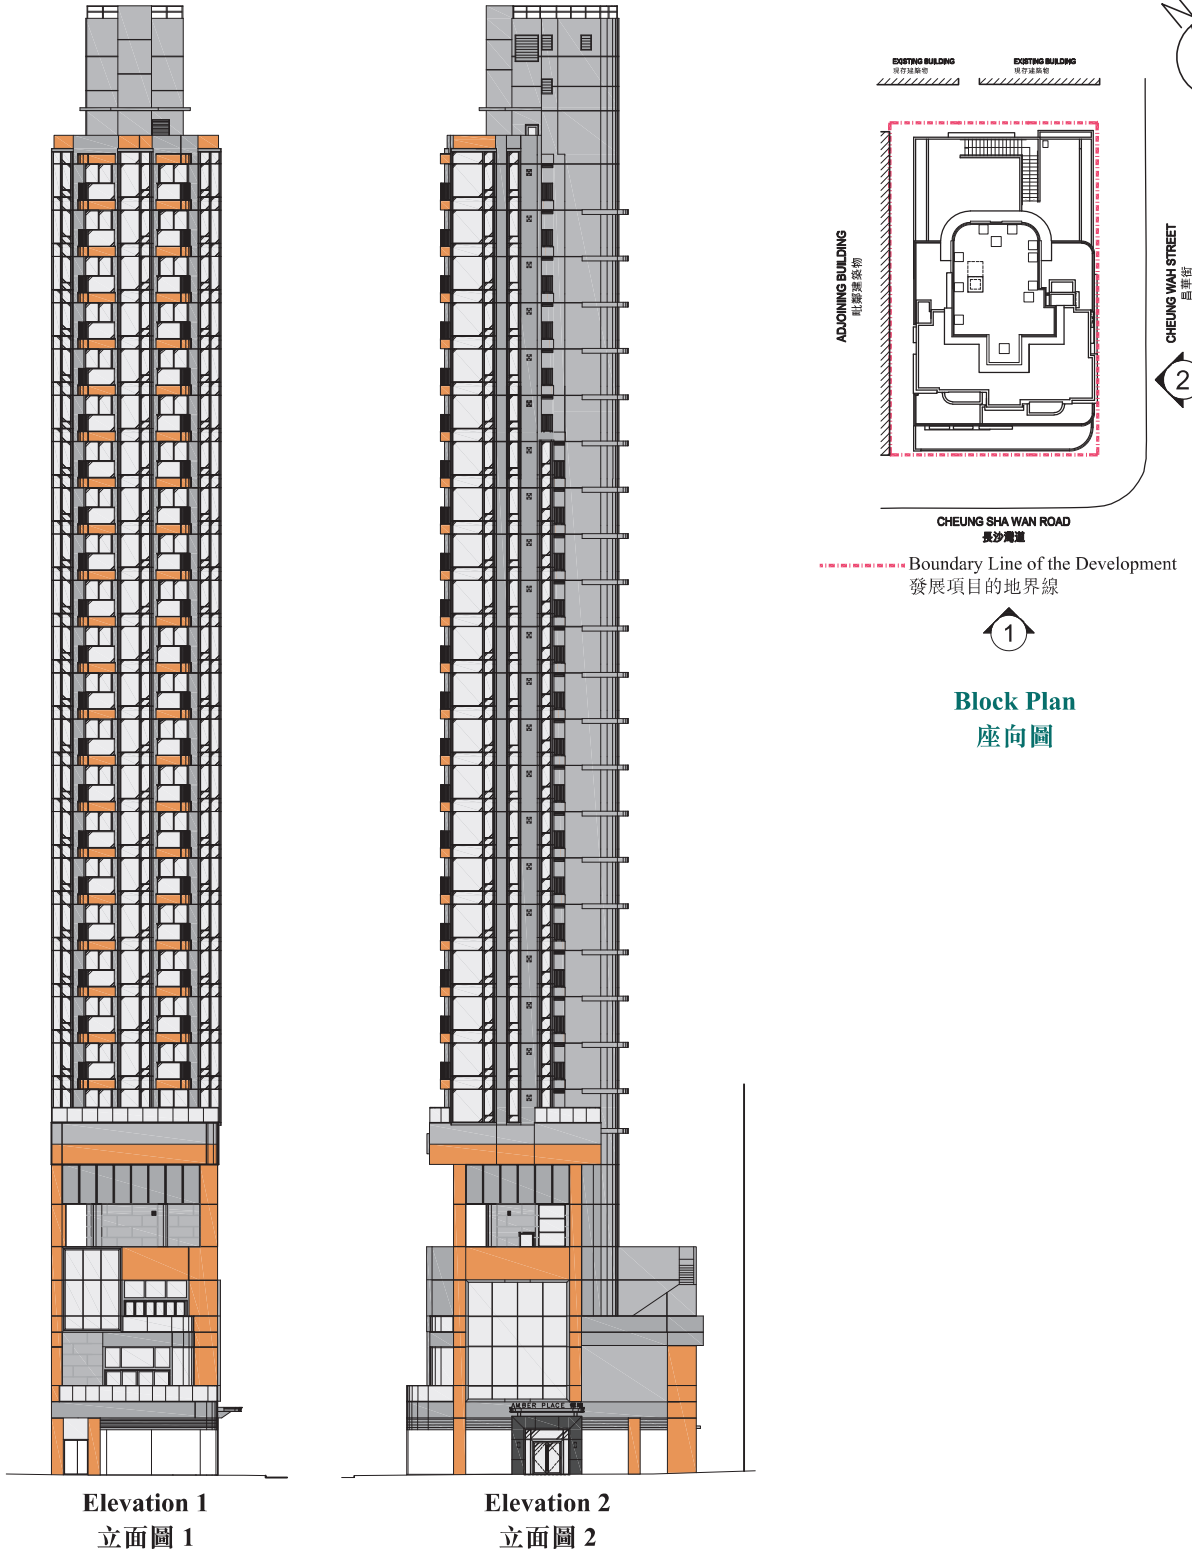 EXISTING BUILDING
現存建築物
EXISTING BUILDING
現存建築物
N
ADJOINING BUILDING
毗鄰建築物
CHEUNG WAH STREET
昌華街
2
CHEUNG SHA WAN ROAD
長沙灣道
Boundary Line of the Development
發展項目的地界線
1
Block Plan
座向圖
AMBER PLACE
Elevation 1
立面圖 1
Elevation 2
立面圖 2